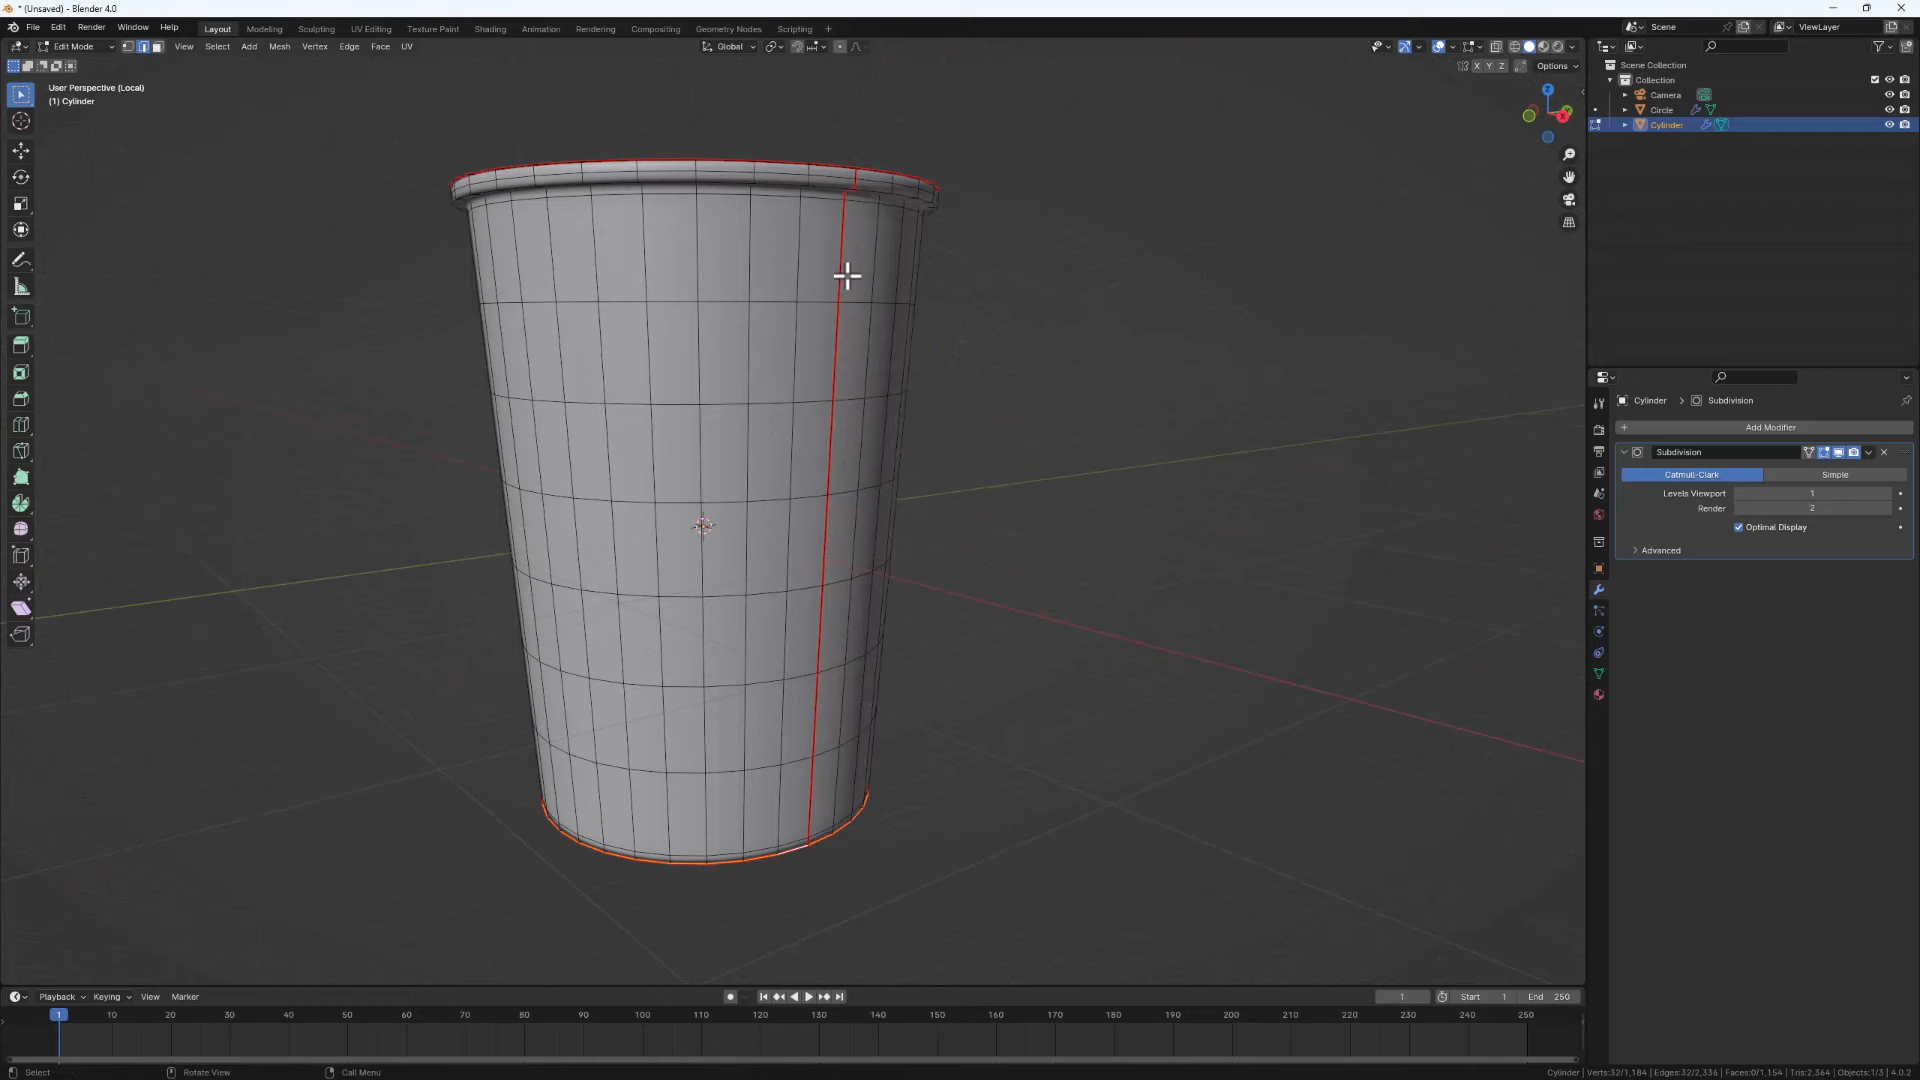 * (Unsaved) - Blender 4.0
File Edit Render Window Help Layout Modeling Sculpting UV Editing Texture Paint Shading Animation Rendering Compositing Geometry Nodes Scripting + Scene ViewLayer
Edit Mode View Select Add Mesh Vertex Edge Face UV Global
X Y Z Options
User Perspective (Local)
(1) Cylinder
Z
Y
X
Scene Collection
Collection
Camera
Circle
Cylinder
Cylinder > Subdivision
+ Add Modifier
Subdivision
Catmull-Clark Simple
Levels Viewport 1
Render 2
Optimal Display
Advanced
Playback Keying View Marker 1 Start 1 End 250
1 10 20 30 40 50 60 70 80 90 100 110 120 130 140 150 160 170 180 190 200 210 220 230 240 250
Select Rotate View Call Menu Cylinder | Verts:32/1,184 | Edges:32/2,336 | Faces:0/1,154 | Tris:2,364 | Objects:1/3 | 4.0.2